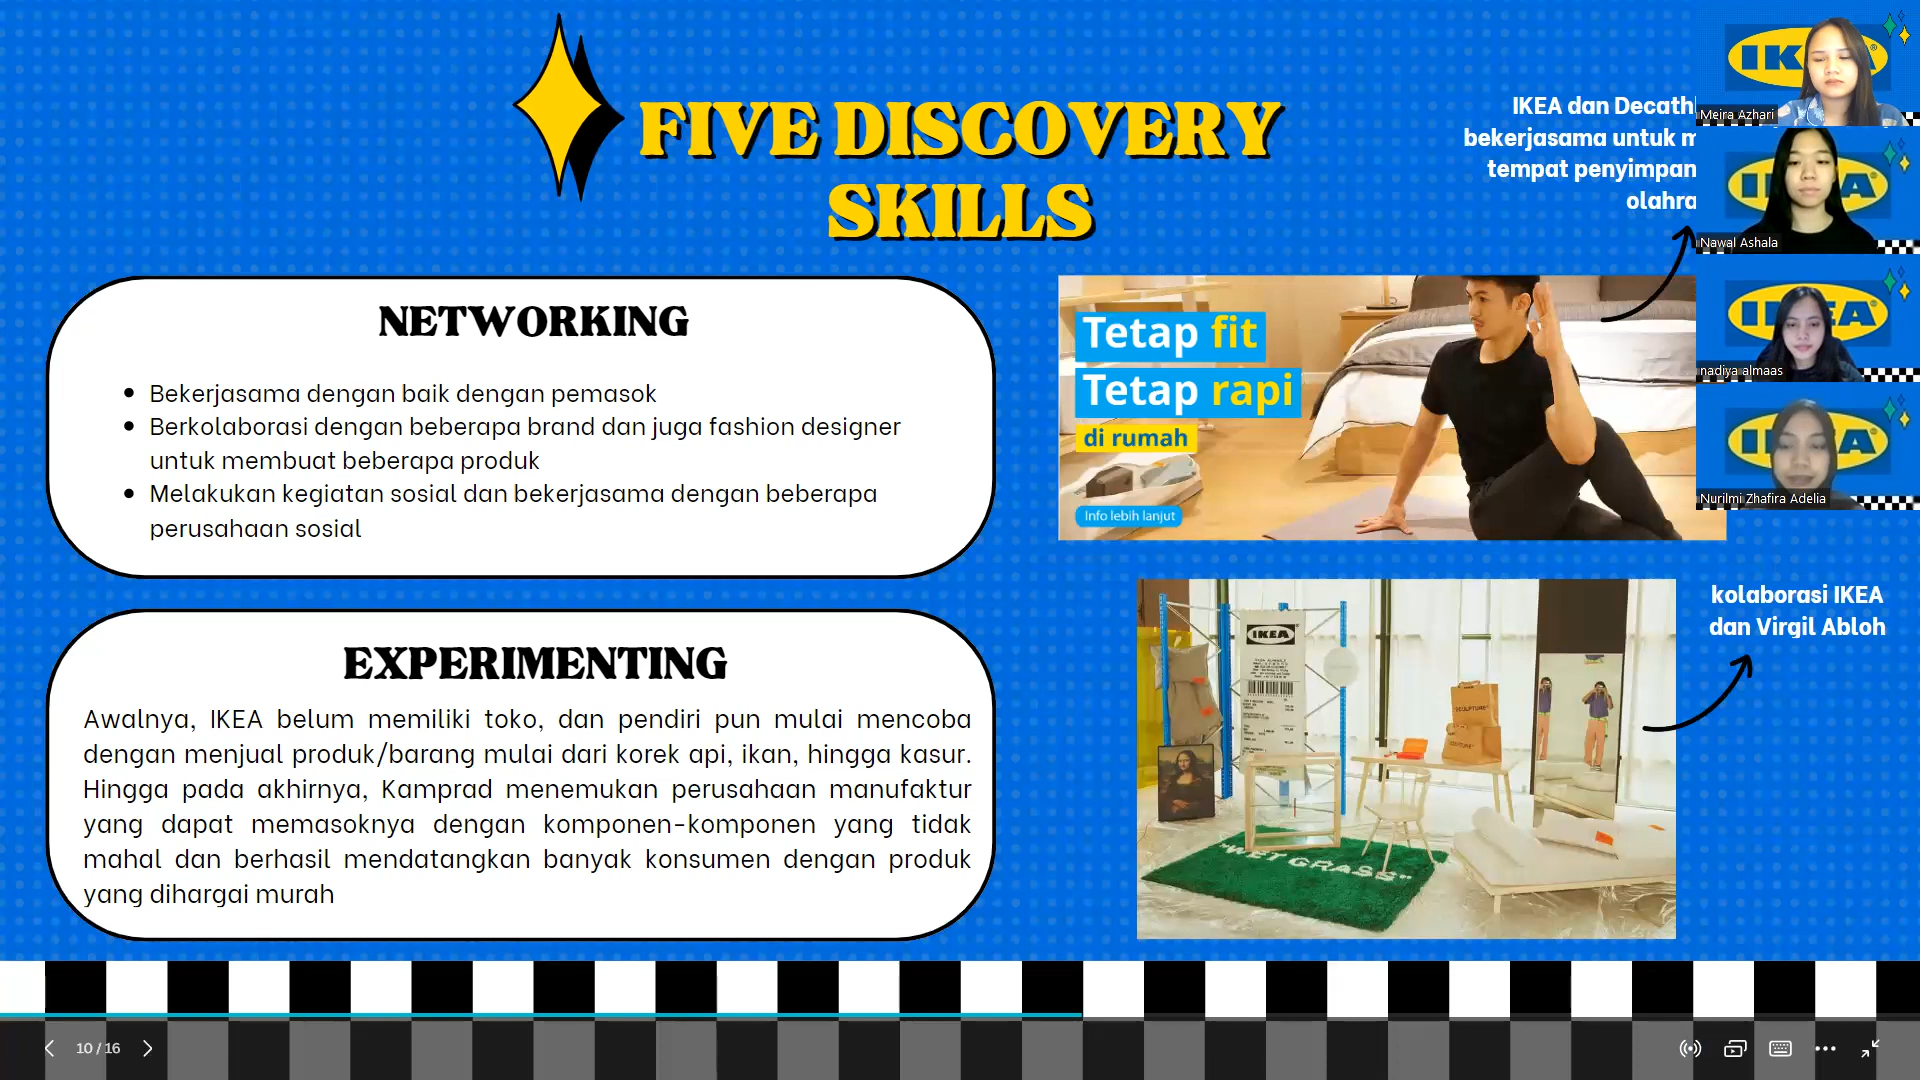 FIVE DISCOVERY
SKILLS
NETWORKING
Bekerjasama dengan baik dengan pemasok
Berkolaborasi dengan beberapa brand dan juga fashion designer
untuk membuat beberapa produk
Melakukan kegiatan sosial dan bekerjasama dengan beberapa
perusahaan sosial
EXPERIMENTING
Awalnya, IKEA belum memiliki toko, dan pendiri pun mulai mencoba
dengan menjual produk/barang mulai dari korek api, ikan, hingga kasur.
Hingga pada akhirnya, Kamprad menemukan perusahaan manufaktur
yang dapat memasoknya dengan komponen-komponen yang tidak
mahal dan berhasil mendatangkan banyak konsumen dengan produk
yang dihargai murah
IKEA dan Decath
bekerjasama untuk m
tempat penyimpan
olahra
Tetap fit
Tetap rapi
di rumah
Info lebih lanjut
IKEA
"SCULPTURE"
"WET GRASS"
kolaborasi IKEA
dan Virgil Abloh
Meira Azhari
Nawal Ashala
nadiya almaas
Nurilmi Zhafira Adelia
10 / 16